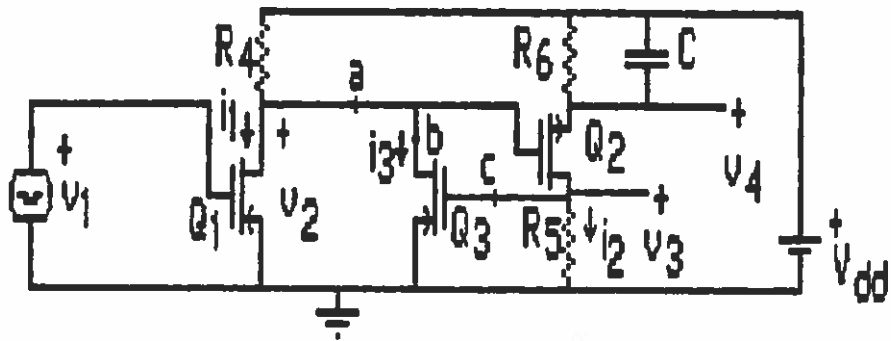 R4
R6
C
a
i1
+
i3
b
Q2
+
+
v1
Q1
v2
c
Q3
R5
i2
+
v3
v4
+
Vdd